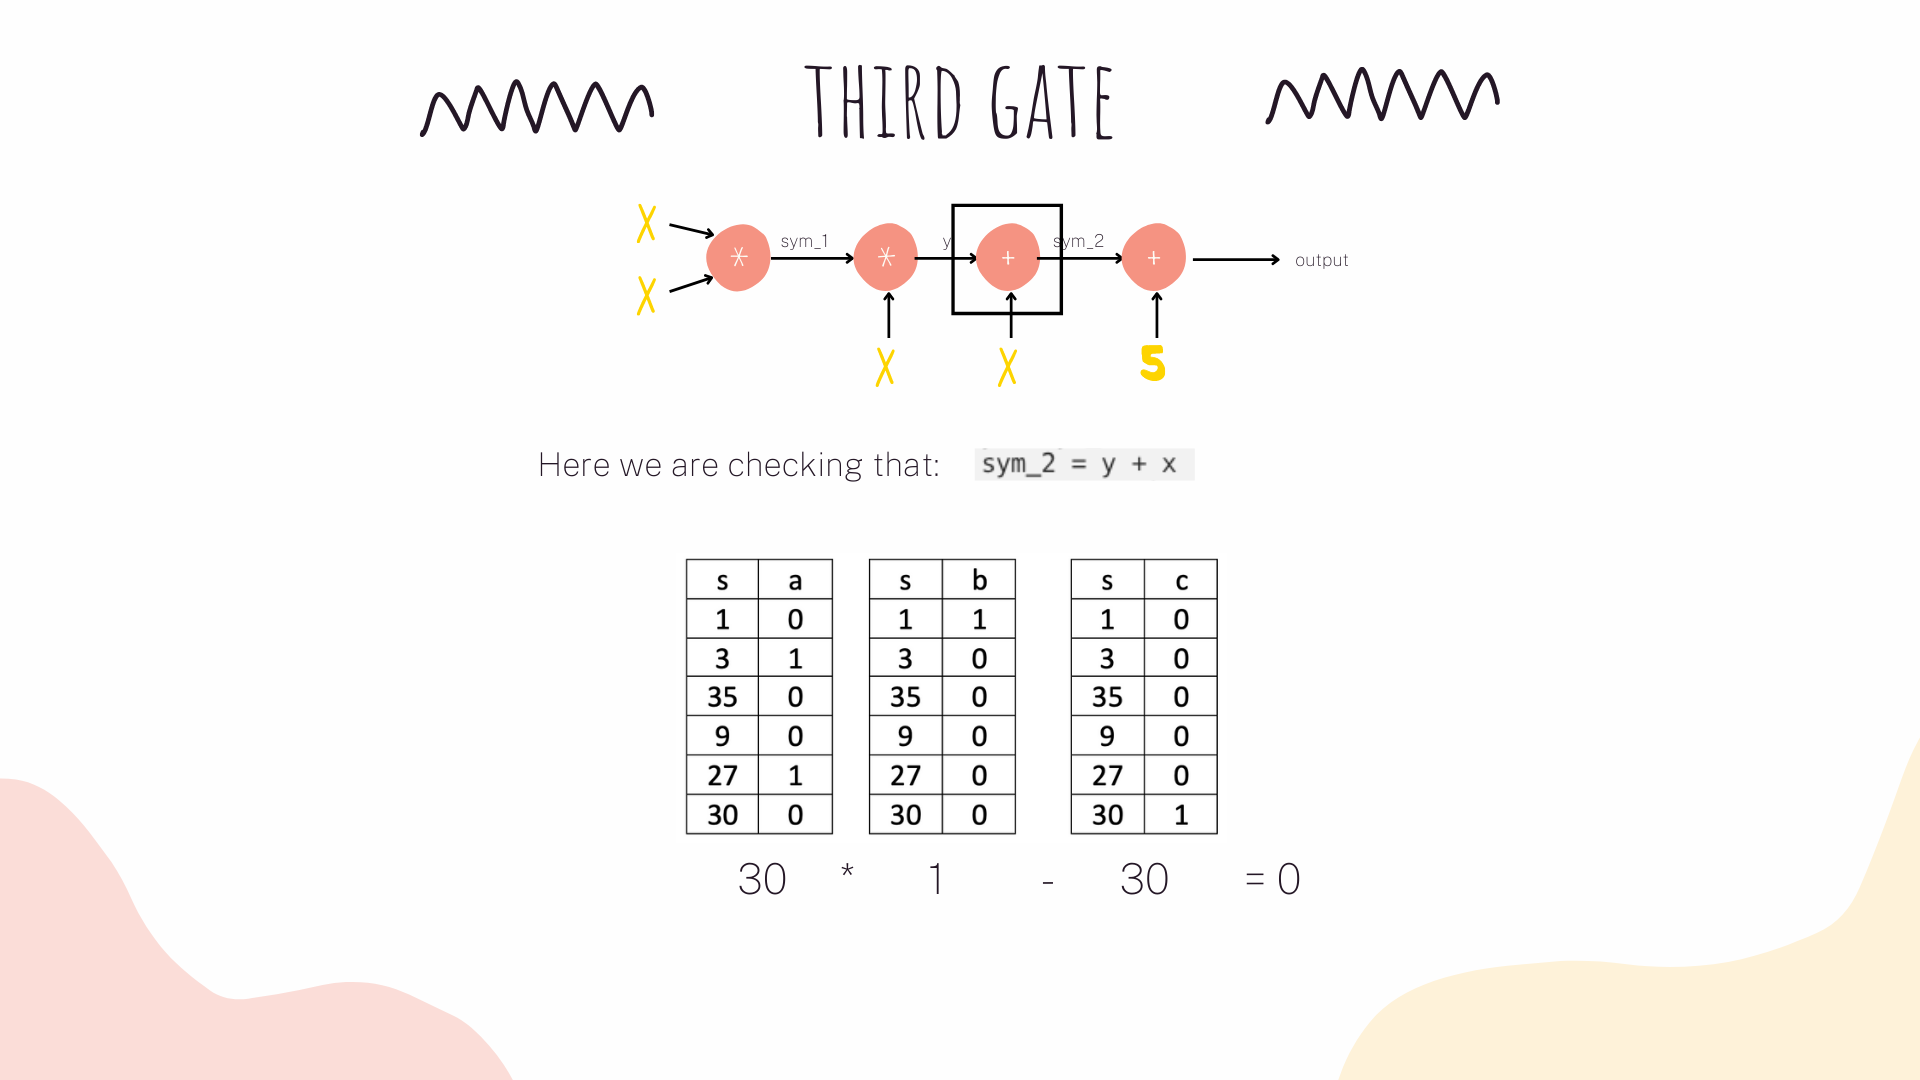 THIRD GATE
X
X
* sym_1 * y + sym_2 + output
X X 5
Here we are checking that: sym_2 = y + x
s a s b s c
1 0 1 1 1 0
3 1 3 0 3 0
35 0 35 0 35 0
9 0 9 0 9 0
27 1 27 0 27 0
30 0 30 0 30 1
30 * 1 - 30 = 0